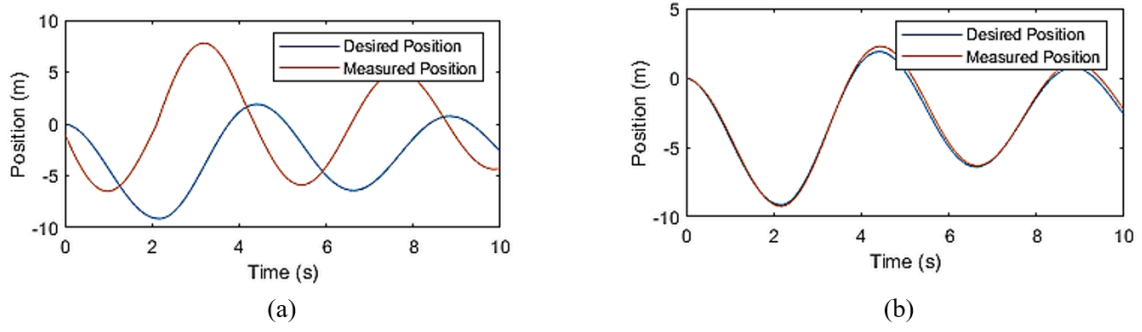 10
5
0
-5
-10
Position (m)
Desired Position
Measured Position
0 2 4 6 8 10
Time (s)
(a)
5
0
-5
-10
Position (m)
Desired Position
Measured Position
0 2 4 6 8 10
Time (s)
(b)